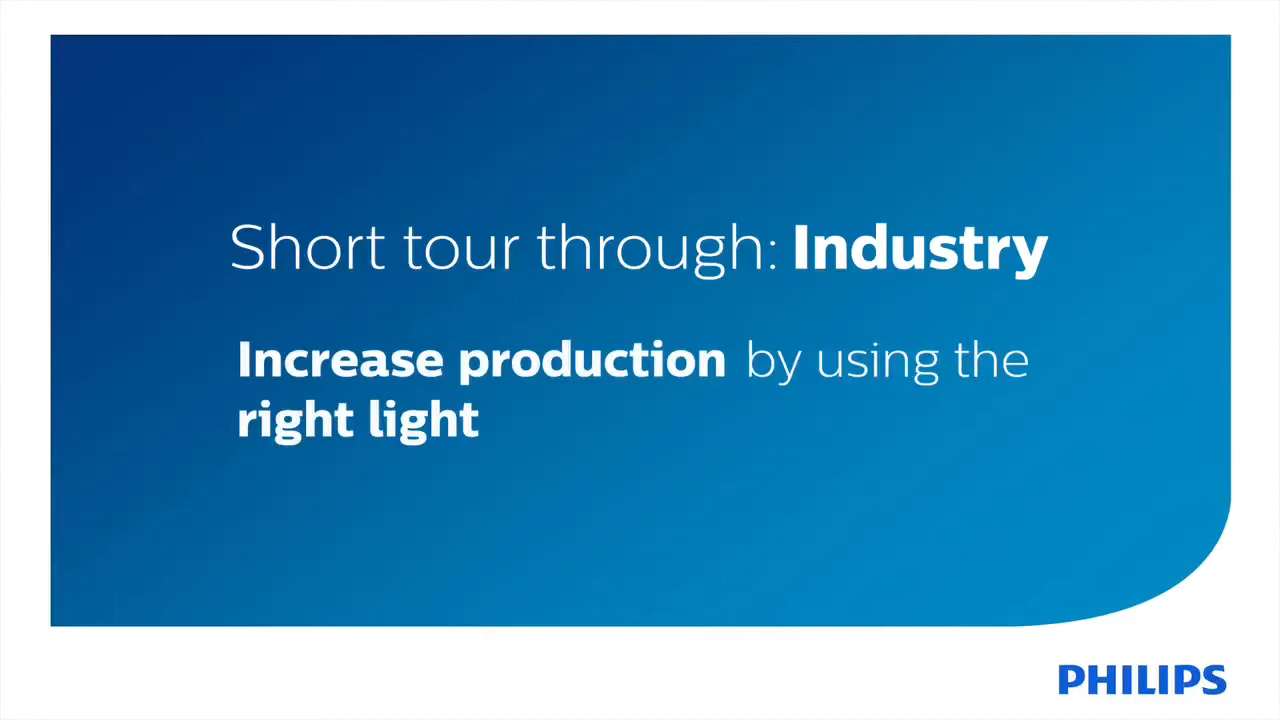 Short tour through: Industry
Increase production by using the
right light
PHILIPS